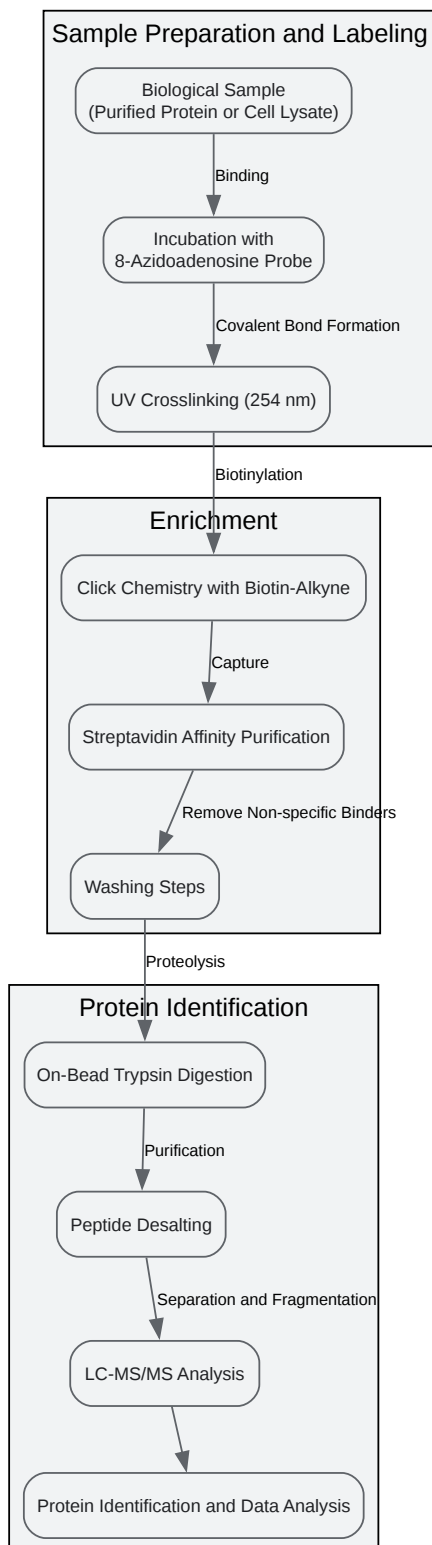 Sample Preparation and Labeling
Biological Sample
(Purified Protein or Cell Lysate)
Binding
Incubation with
8-Azidoadenosine Probe
Covalent Bond Formation
UV Crosslinking (254 nm)
Biotinylation
Enrichment
Click Chemistry with Biotin-Alkyne
Capture
Streptavidin Affinity Purification
Remove Non-specific Binders
Washing Steps
Proteolysis
Protein Identification
On-Bead Trypsin Digestion
Purification
Peptide Desalting
Separation and Fragmentation
LC-MS/MS Analysis
Protein Identification and Data Analysis